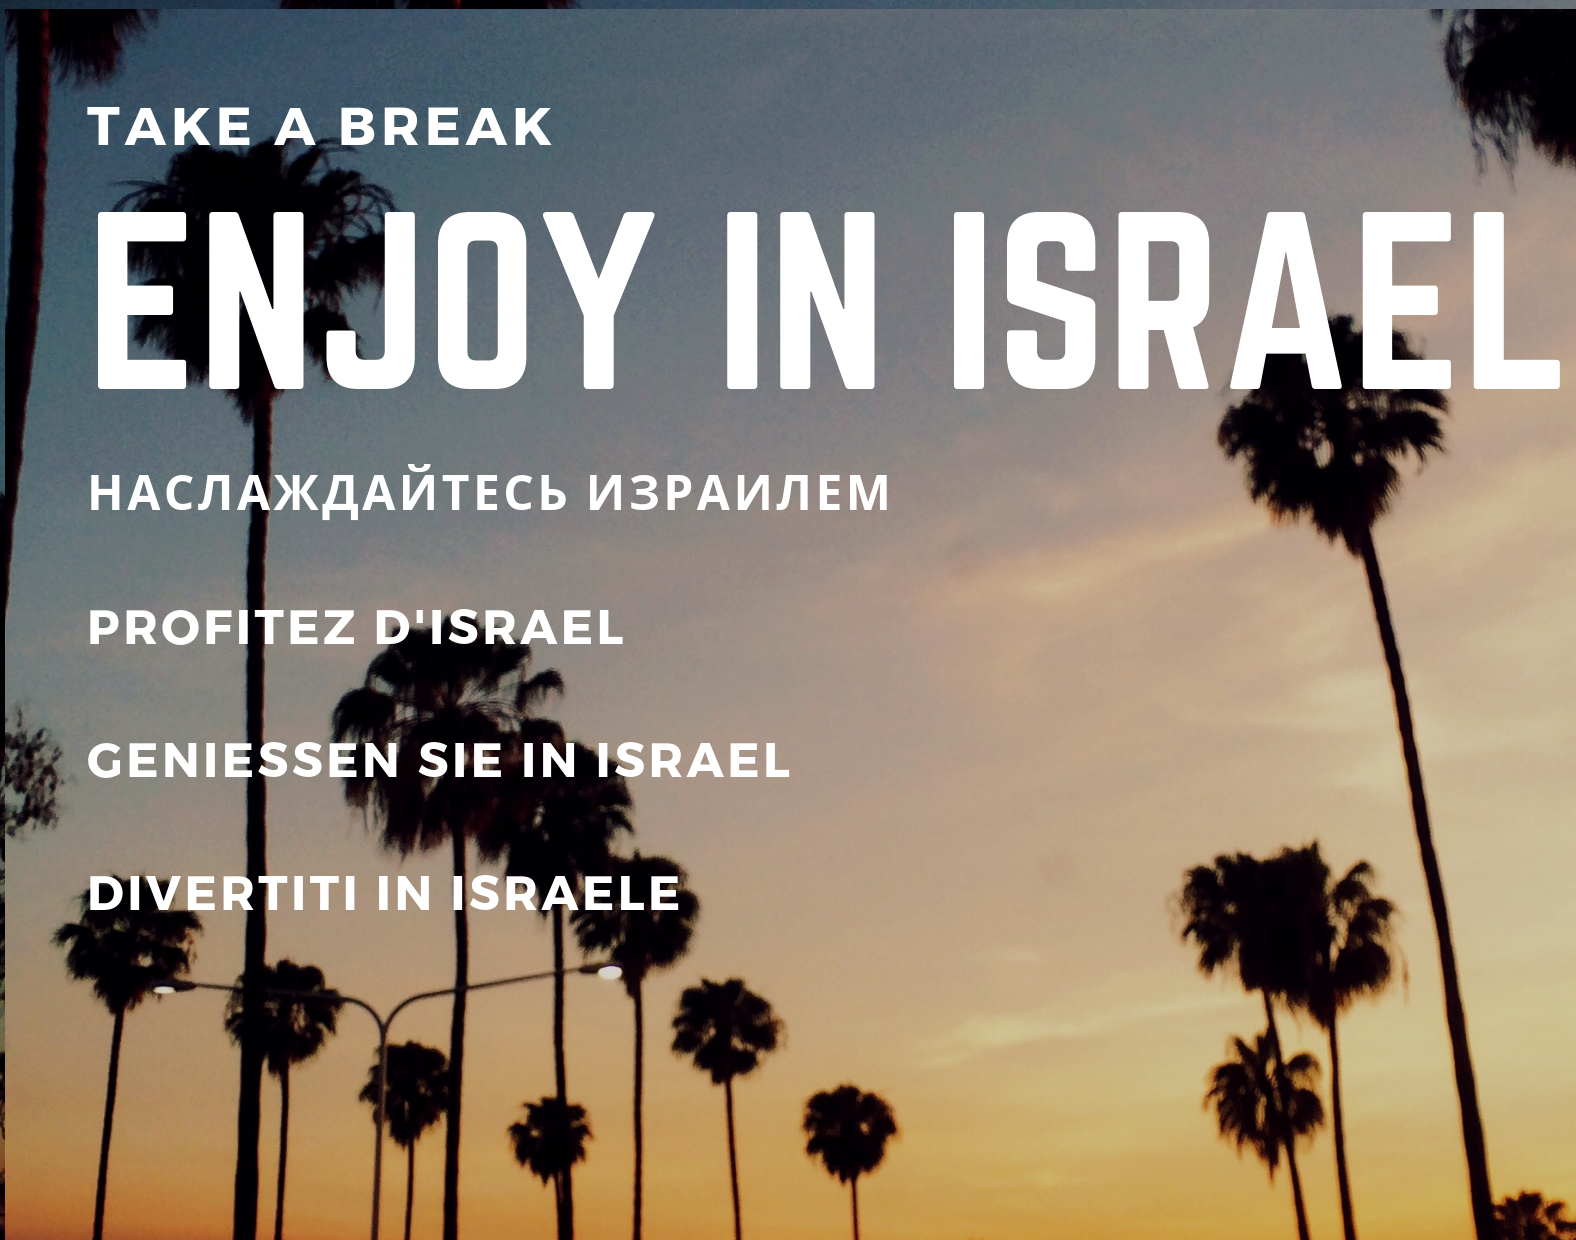 TAKE A BREAK
ENJOY IN ISRAEL
НАСЛАЖДАЙТЕСЬ ИЗРАИЛЕМ
PROFITEZ D'ISRAEL
GENIESSEN SIE IN ISRAEL
DIVERTITI IN ISRAELE